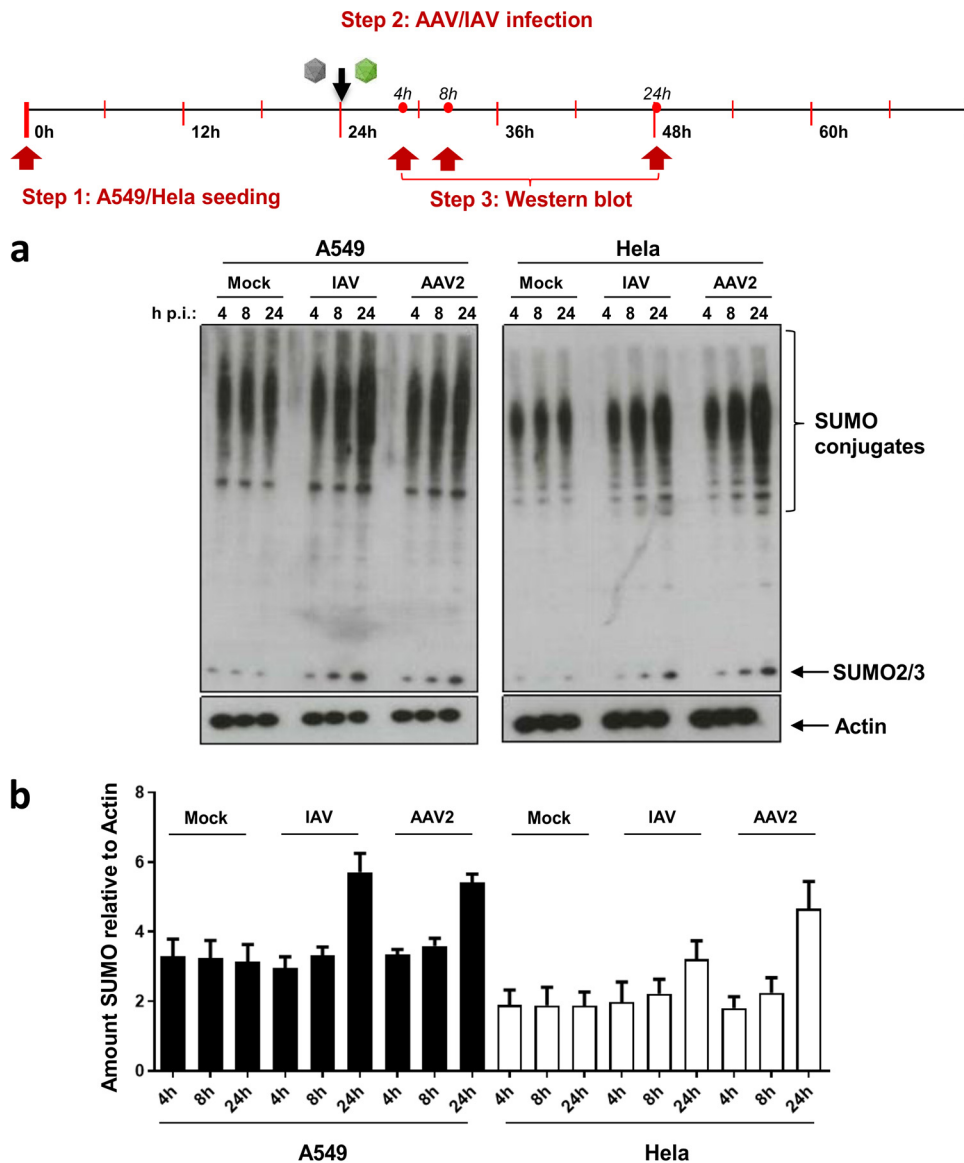 Step 2: AAV/IAV infection
4h 8h 24h
0h 12h 24h 36h 48h 60h
Step 1: A549/Hela seeding
Step 3: Western blot
a
A549 Hela
Mock IAV AAV2 Mock IAV AAV2
h p.i.: 4 8 24 4 8 24 4 8 24 4 8 24 4 8 24 4 8 24
SUMO
conjugates
SUMO2/3
Actin
b
Amount SUMO relative to Actin
8
6
4
2
0
Mock IAV AAV2 Mock IAV AAV2
4h 8h 24h 4h 8h 24h 4h 8h 24h 4h 8h 24h 4h 8h 24h 4h 8h 24h
A549 Hela